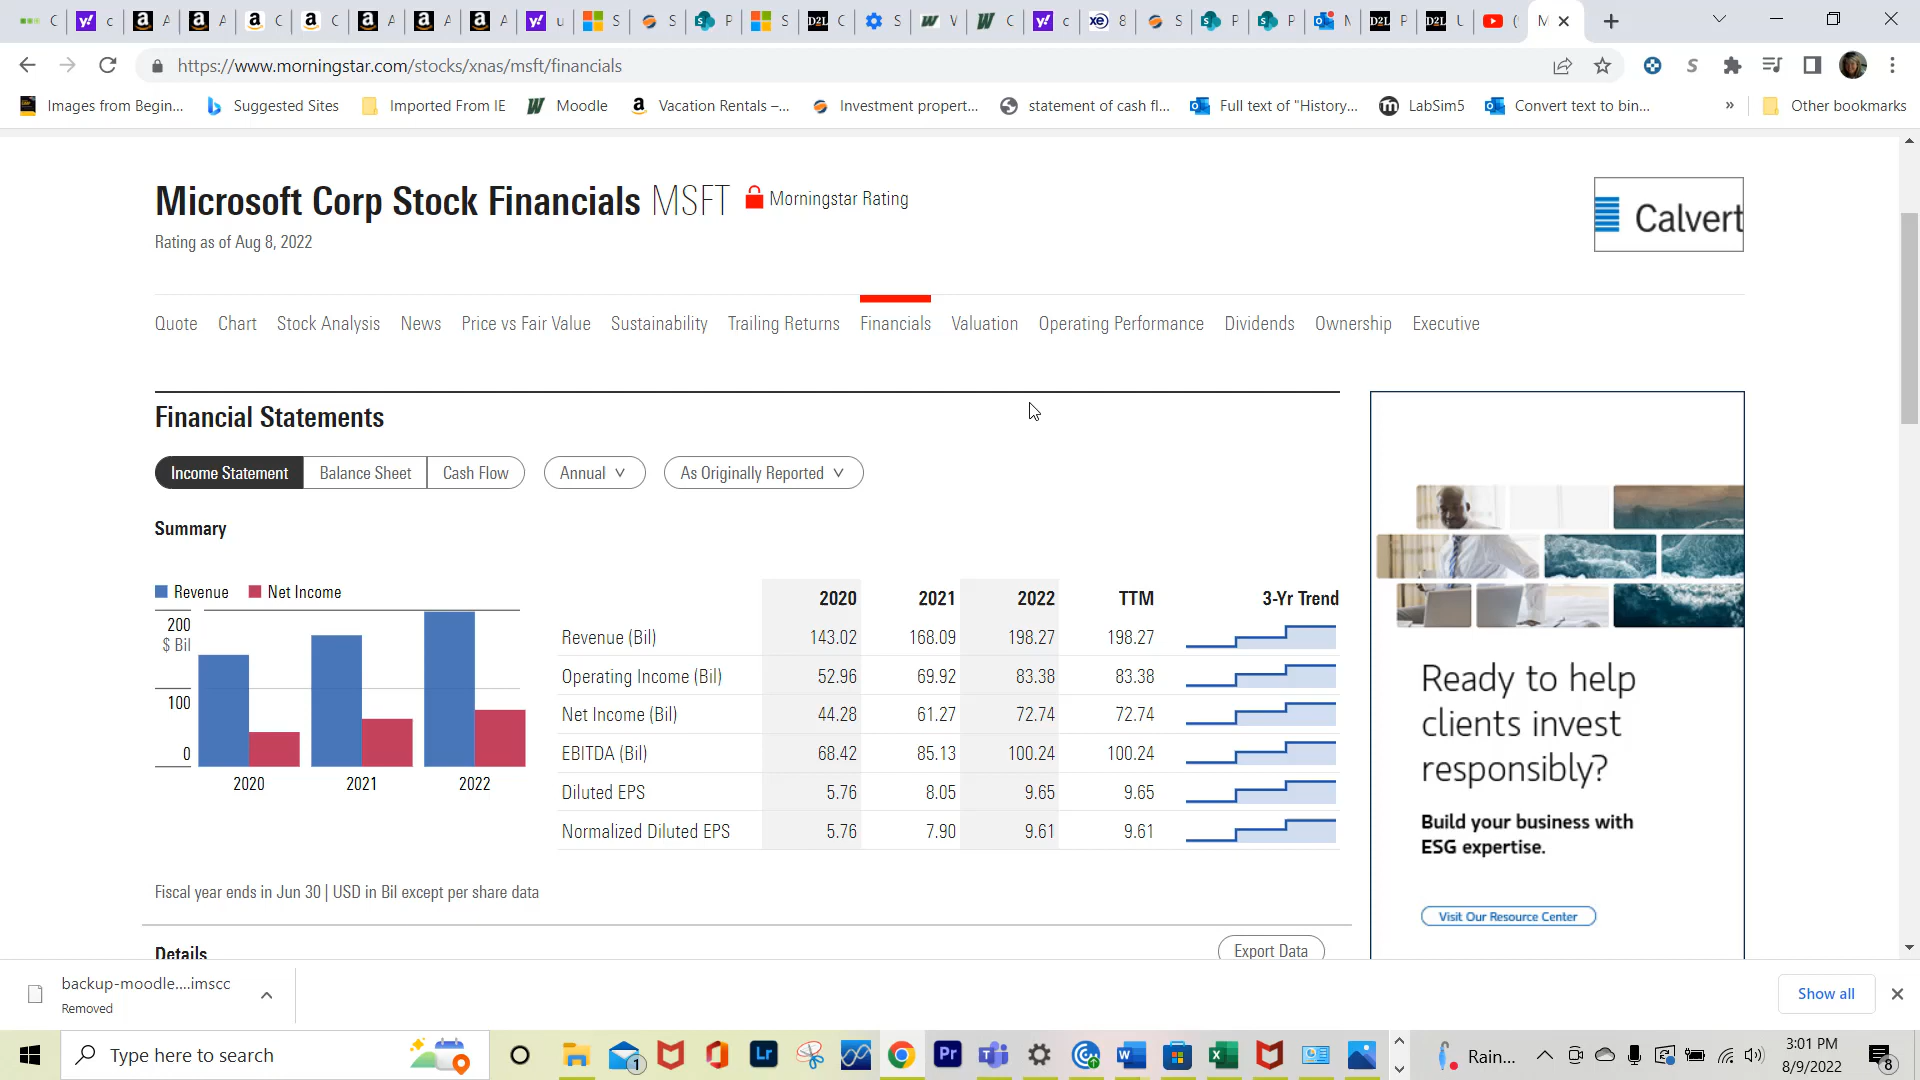 https://www.morningstar.com/stocks/xnas/msft/financials
Images from Begin... Suggested Sites Imported From IE Moodle Vacation Rentals –... Investment propert... statement of cash fl... Full text of "History... LabSim5 Convert text to bin... » Other bookmarks
Microsoft Corp Stock Financials MSFT Morningstar Rating
Rating as of Aug 8, 2022
Calvert
Quote Chart Stock Analysis News Price vs Fair Value Sustainability Trailing Returns Financials Valuation Operating Performance Dividends Ownership Executive
Financial Statements
Income Statement Balance Sheet Cash Flow Annual As Originally Reported
Summary
Revenue Net Income
200
$ Bil
100
0
2020 2021 2022
2020 2021 2022 TTM 3-Yr Trend
Revenue (Bil) 143.02 168.09 198.27 198.27
Operating Income (Bil) 52.96 69.92 83.38 83.38
Net Income (Bil) 44.28 61.27 72.74 72.74
EBITDA (Bil) 68.42 85.13 100.24 100.24
Diluted EPS 5.76 8.05 9.65 9.65
Normalized Diluted EPS 5.76 7.90 9.61 9.61
Fiscal year ends in Jun 30 | USD in Bil except per share data
Details
Export Data
Ready to help
clients invest
responsibly?
Build your business with
ESG expertise.
Visit Our Resource Center
backup-moodle....imscc
Removed
Show all
Type here to search
Lr
Pr
1
Rain...
3:01 PM
8/9/2022
8